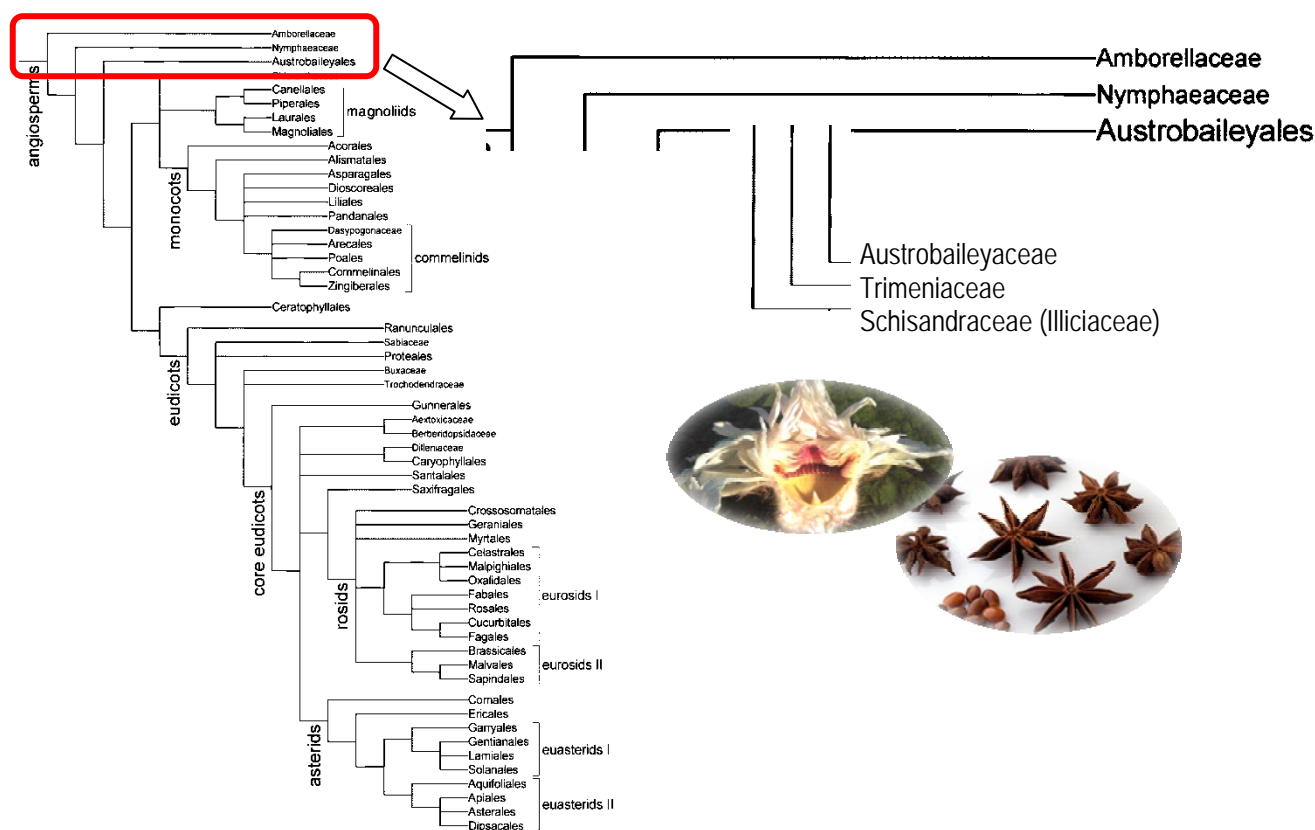 Amborellaceae
Nymphaeaceae
Austrobaileyales
angiosperms
Canellales
Piperales
Laurales
Magnoliales
magnoliids
Acorales
Alismatales
Asparagales
Dioscoreales
Liliales
Pandanales
Dasypogonaceae
Arecales
Poales
Commelinales
Zingiberales
commelinids
monocots
Ceratophyllales
Ranunculales
Sabiaceae
Proteales
Buxaceae
Trochodendraceae
eudicots
Gunnerales
Aextoxicaceae
Berberidopsidaceae
Dilleniaceae
Caryophyllales
Santalales
Saxifragales
core eudicots
Crossosomatales
Geraniales
Myrtales
Celastrales
Malpighiales
Oxalidales
Fabales
Rosales
Cucurbitales
Fagales
eurosids I
rosids
Brassicales
Malvales
Sapindales
eurosids II
Cornales
Ericales
Garryales
Gentianales
Lamiales
Solanales
euasterids I
asterids
Aquifoliales
Apiales
Asterales
Dipsacales
euasterids II
Amborellaceae
Nymphaeaceae
Austrobaileyales
Austrobaileyaceae
Trimeniaceae
Schisandraceae (Illiciaceae)